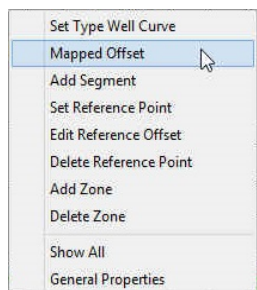 Set Type Well Curve
Mapped Offset
Add Segment
Set Reference Point
Edit Reference Offset
Delete Reference Point
Add Zone
Delete Zone
Show All
General Properties